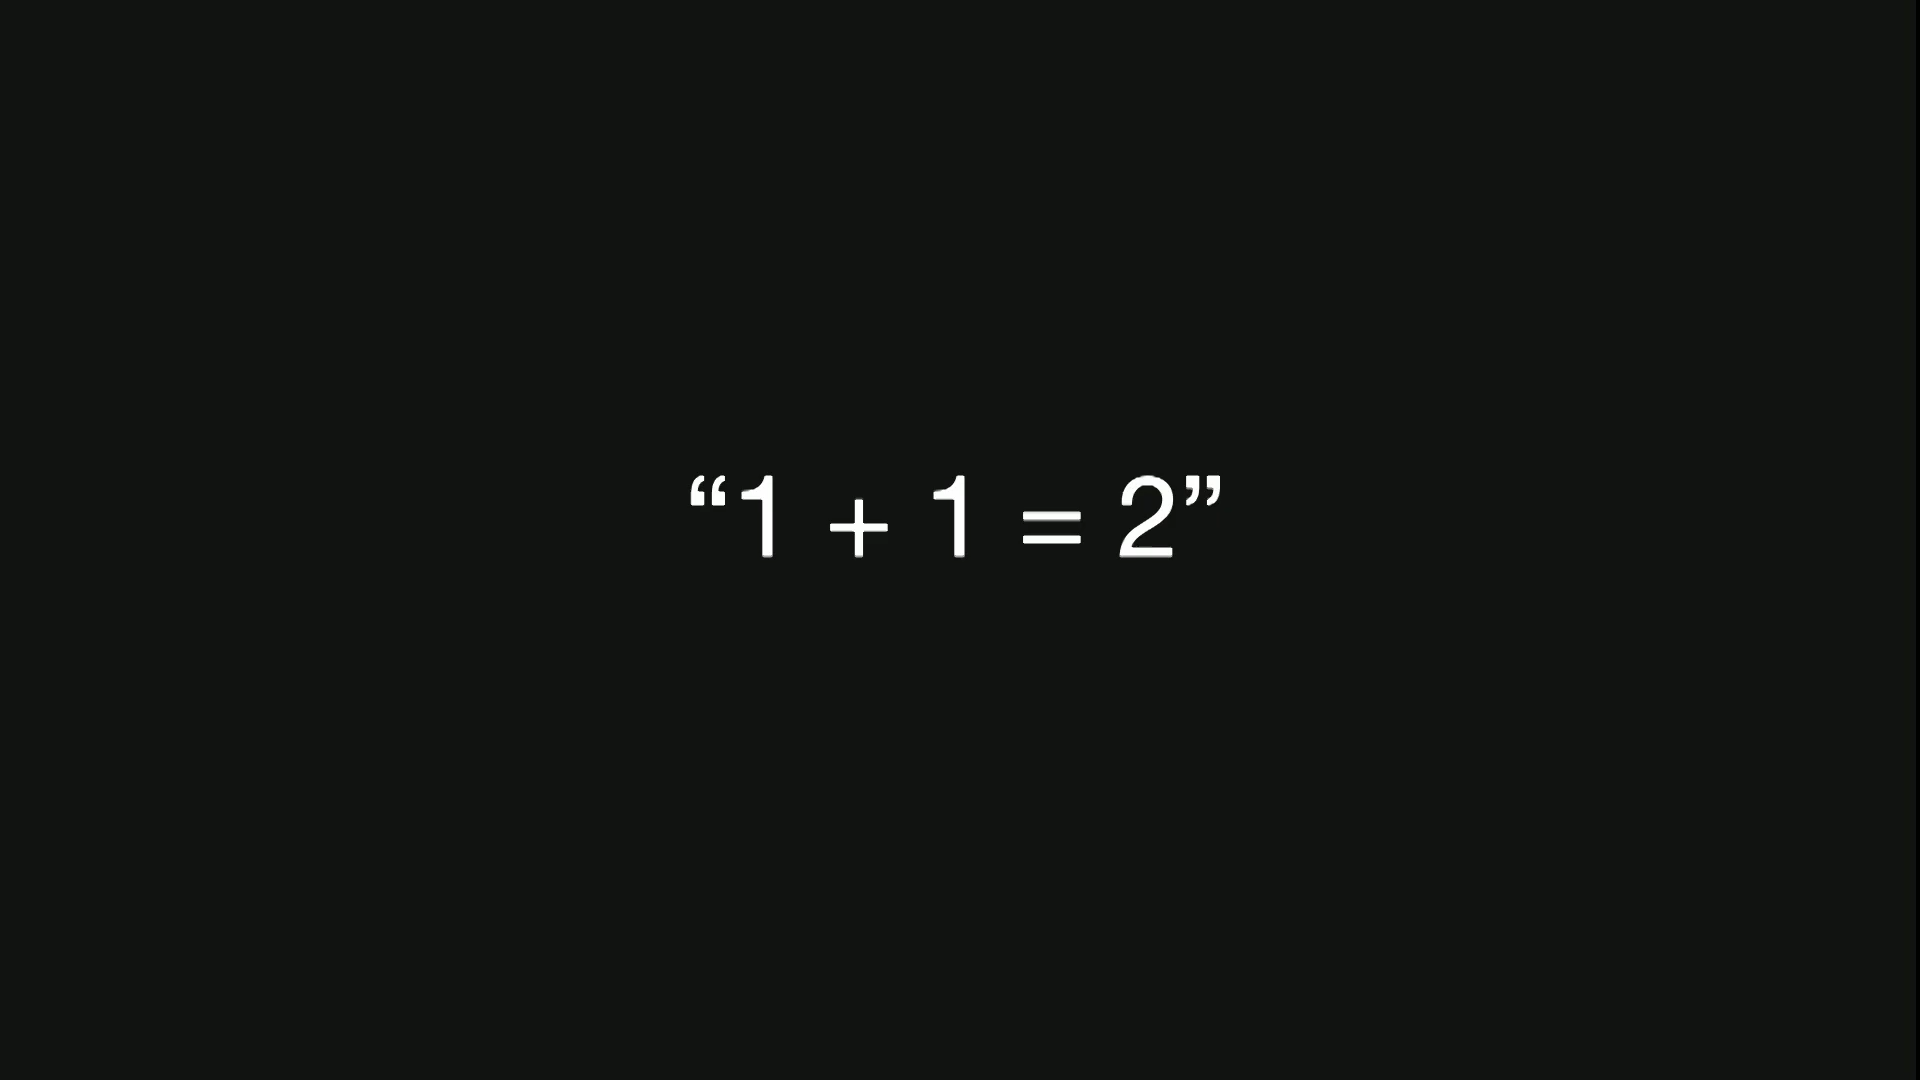 “1 + 1 = 2”